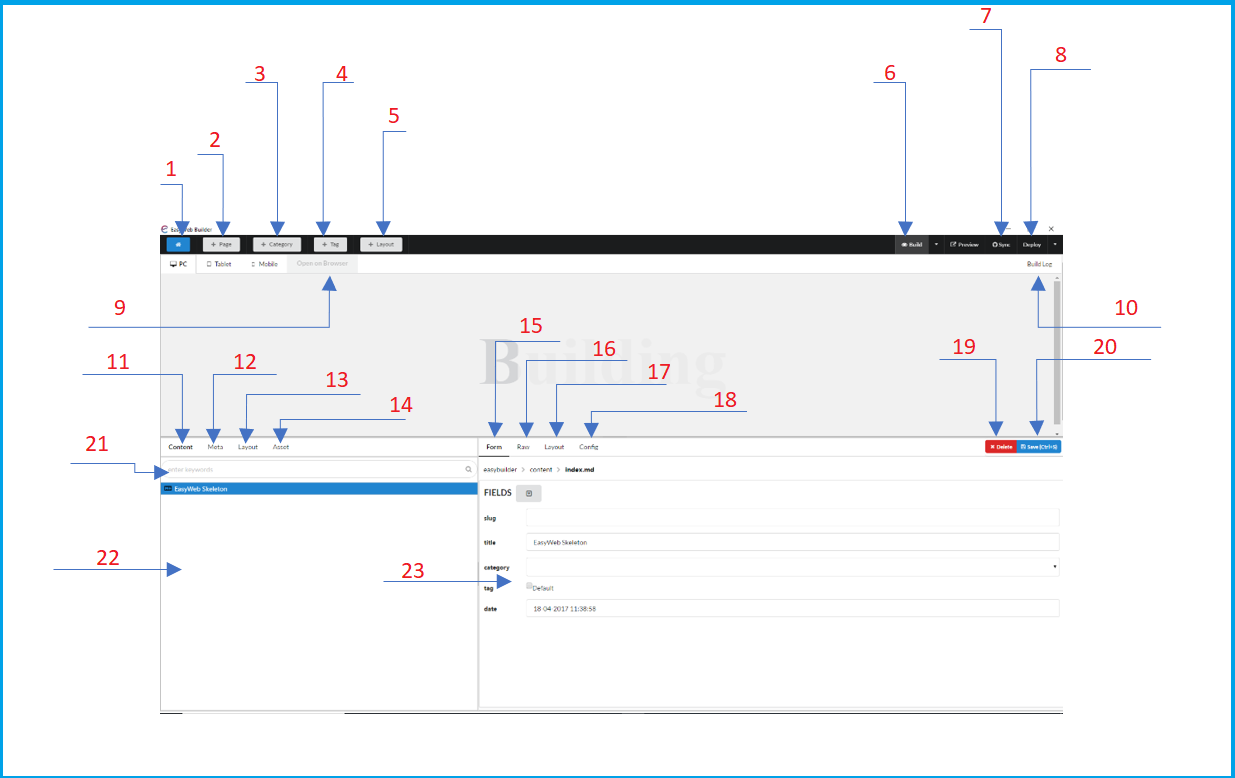 7
8
3
4
6
5
2
1
EasyWeb Builder
+ Page + Category + Tag + Layout Build Preview Sync Deploy
PC Tablet Mobile Open on Browser Build Log
9
10
15
Building
16
19
20
11
12
17
13
18
14
21
Content Meta Layout Asset Form Raw Layout Config Delete Save (Ctrl+S)
enter keywords easybuilder > content > index.md
EasyWeb Skeleton FIELDS
slug
title EasyWeb Skeleton
22
category
23
tag Default
date 18-04-2017 11:38:58